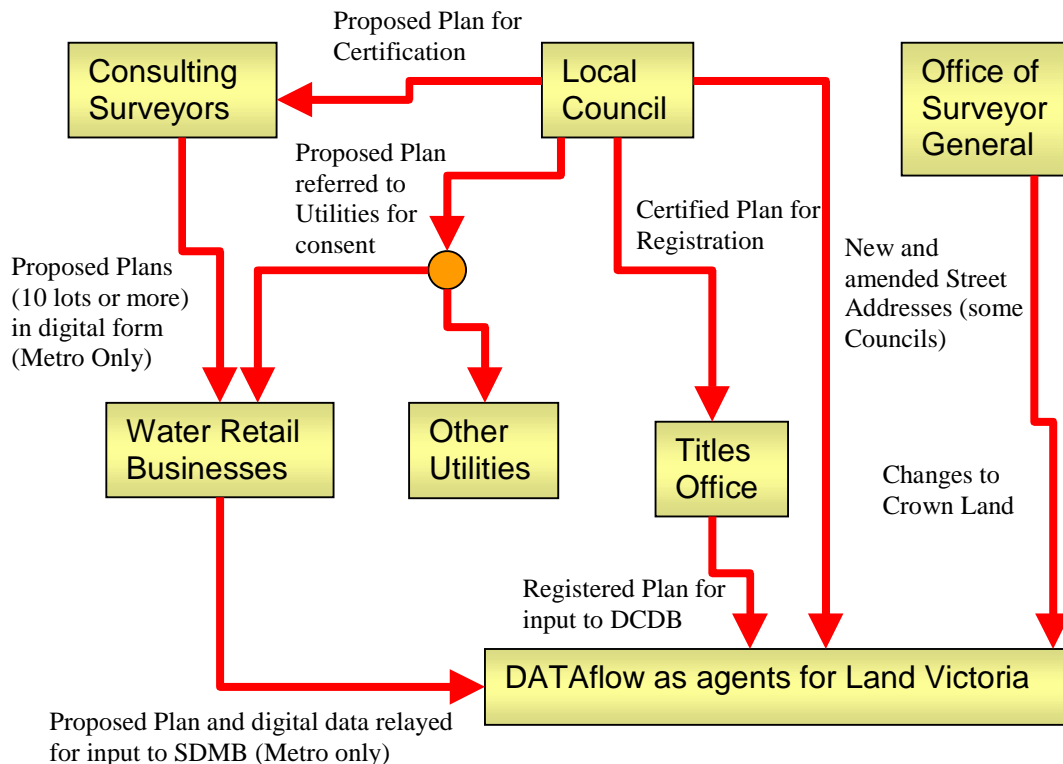 Proposed Plan for
Certification
Consulting
Surveyors
Local
Council
Office of
Surveyor
General
Proposed Plan
referred to
Utilities for
consent
Certified Plan for
Registration
New and
amended Street
Addresses (some
Councils)
Proposed Plans
(10 lots or more)
in digital form
(Metro Only)
Water Retail
Businesses
Other
Utilities
Titles
Office
Changes to
Crown Land
Registered Plan for
input to DCDB
DATAflow as agents for Land Victoria
Proposed Plan and digital data relayed
for input to SDMB (Metro only)